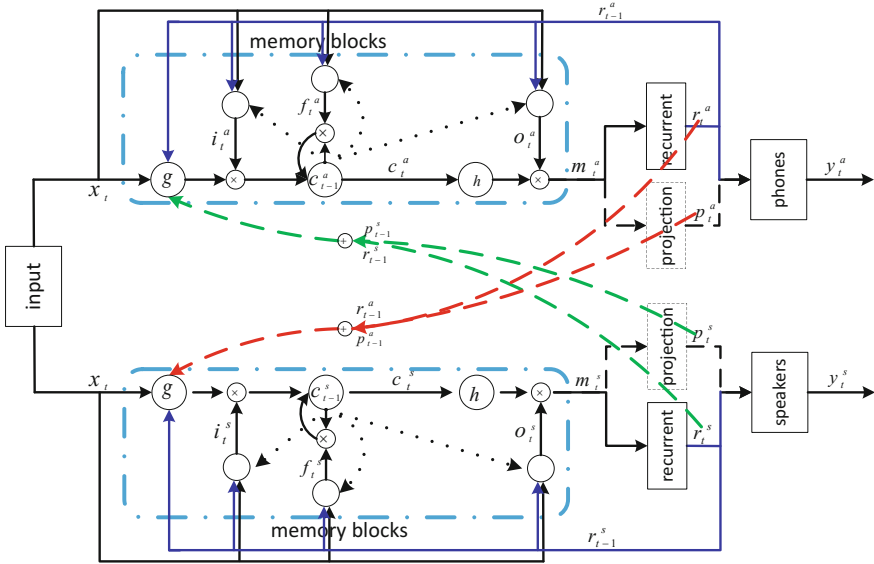 r_{t-1}^a
memory blocks
f_t^a
i_t^a
o_t^a
recurrent
r_t^a
x_t
g
×
×
c_{t-1}^a
c_t^a
h
×
m_t^a
phones
y_t^a
projection
p_t^a
+
p_{t-1}^s
r_{t-1}^s
input
r_{t-1}^a
+
p_{t-1}^a
projection
p_t^s
x_t
g
×
c_{t-1}^s
c_t^s
h
×
m_t^s
speakers
y_t^s
i_t^s
×
o_t^s
recurrent
r_t^s
f_t^s
memory blocks
r_{t-1}^s